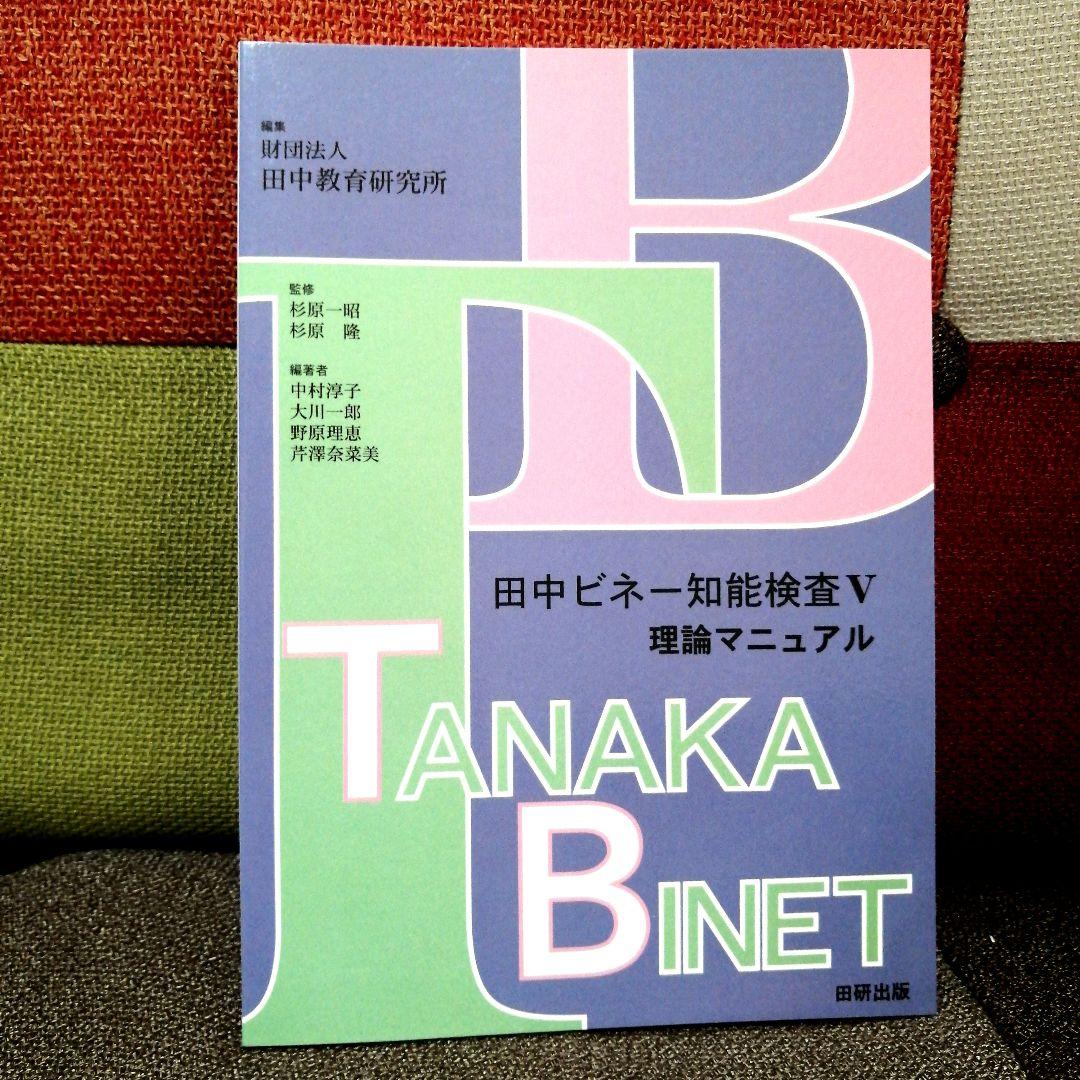 編集
財団法人
田中教育研究所
監修
杉原一昭
杉原 隆
編著者
中村淳子
大川一郎
野原理恵
芹澤奈菜美
TB
田中ビネー知能検査V
理論マニュアル
TANAKA
BINET
田研出版